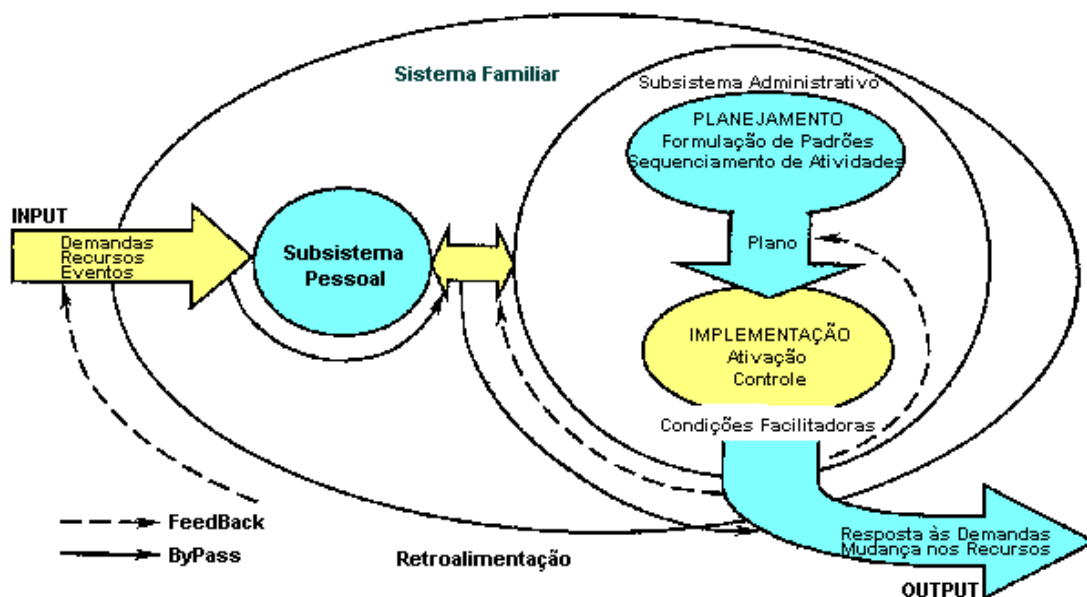 Sistema Familiar
Subsistema Administrativo
PLANEJAMENTO
Formulação de Padrões
Sequenciamento de Atividades
INPUT
Demandas
Recursos
Eventos
Subsistema
Pessoal
Plano
IMPLEMENTAÇÃO
Ativação
Controle
Condições Facilitadoras
FeedBack
ByPass
Retroalimentação
Resposta às Demandas
Mudança nos Recursos
OUTPUT